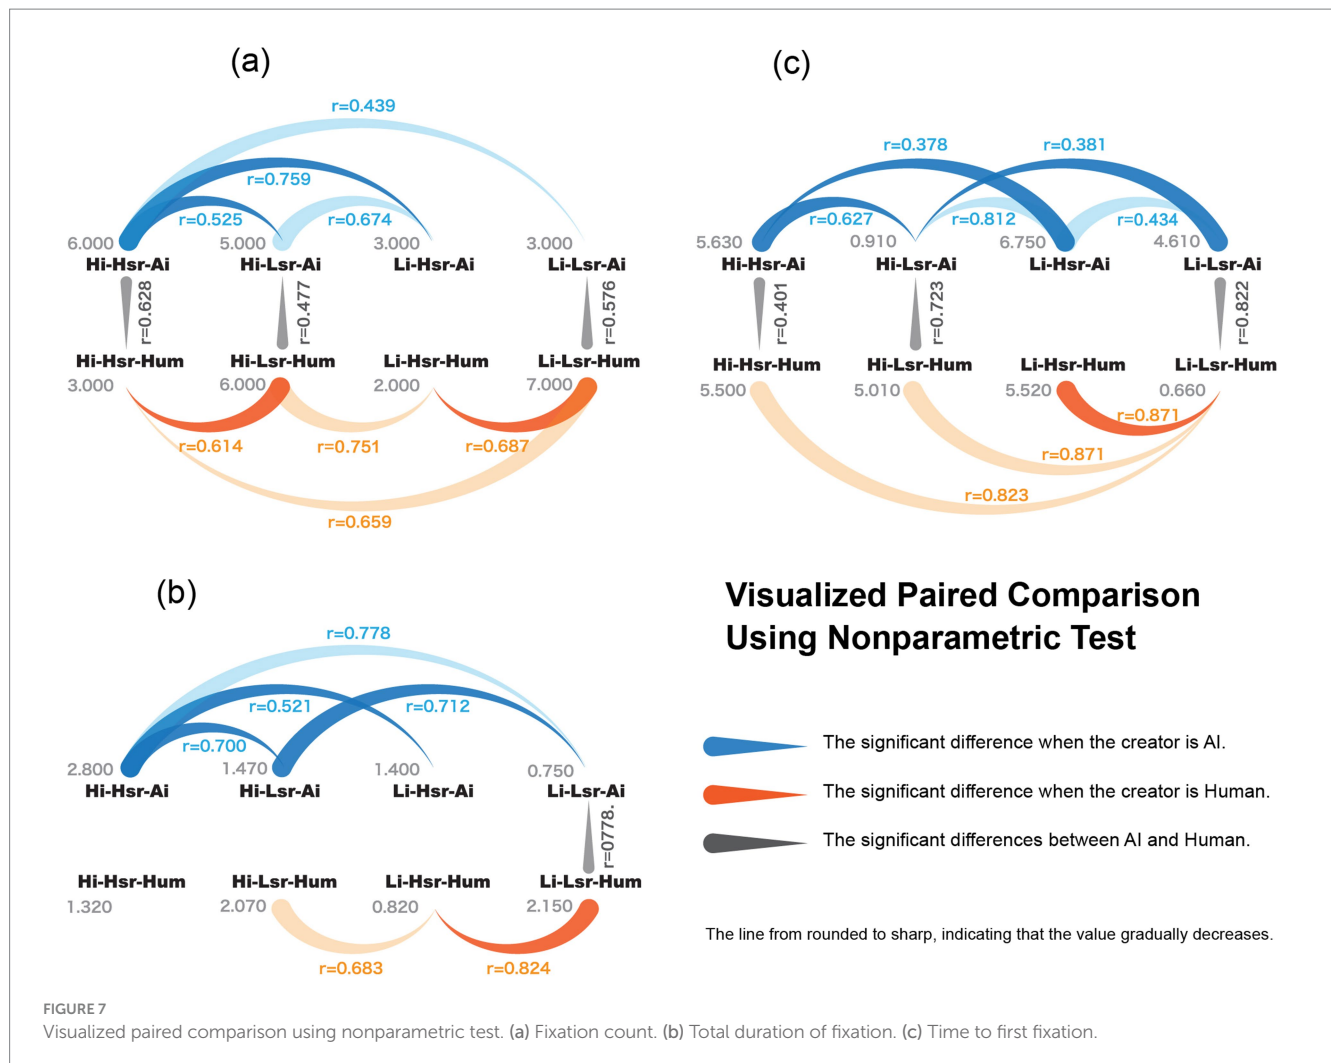 (a)
r=0.439
r=0.759
r=0.525
r=0.674
6.000
5.000
3.000
3.000
Hi-Hsr-Ai
Hi-Lsr-Ai
Li-Hsr-Ai
Li-Lsr-Ai
r=0.628
r=0.477
r=0.576
Hi-Hsr-Hum
Hi-Lsr-Hum
Li-Hsr-Hum
Li-Lsr-Hum
3.000
6.000
2.000
7.000
r=0.614
r=0.751
r=0.687
r=0.659
(c)
r=0.378
r=0.381
r=0.627
r=0.812
r=0.434
5.630
0.910
6.750
4.610
Hi-Hsr-Ai
Hi-Lsr-Ai
Li-Hsr-Ai
Li-Lsr-Ai
r=0.401
r=0.723
r=0.822
Hi-Hsr-Hum
Hi-Lsr-Hum
Li-Hsr-Hum
Li-Lsr-Hum
5.500
5.010
5.520
0.660
r=0.871
r=0.871
r=0.823
(b)
r=0.778
r=0.521
r=0.712
r=0.700
2.800
1.470
1.400
0.750
Hi-Hsr-Ai
Hi-Lsr-Ai
Li-Hsr-Ai
Li-Lsr-Ai
r=0778.
Hi-Hsr-Hum
Hi-Lsr-Hum
Li-Hsr-Hum
Li-Lsr-Hum
1.320
2.070
0.820
2.150
r=0.683
r=0.824
Visualized Paired Comparison
Using Nonparametric Test
The significant difference when the creator is AI.
The significant difference when the creator is Human.
The significant differences between AI and Human.
The line from rounded to sharp, indicating that the value gradually decreases.
FIGURE 7
Visualized paired comparison using nonparametric test. (a) Fixation count. (b) Total duration of fixation. (c) Time to first fixation.